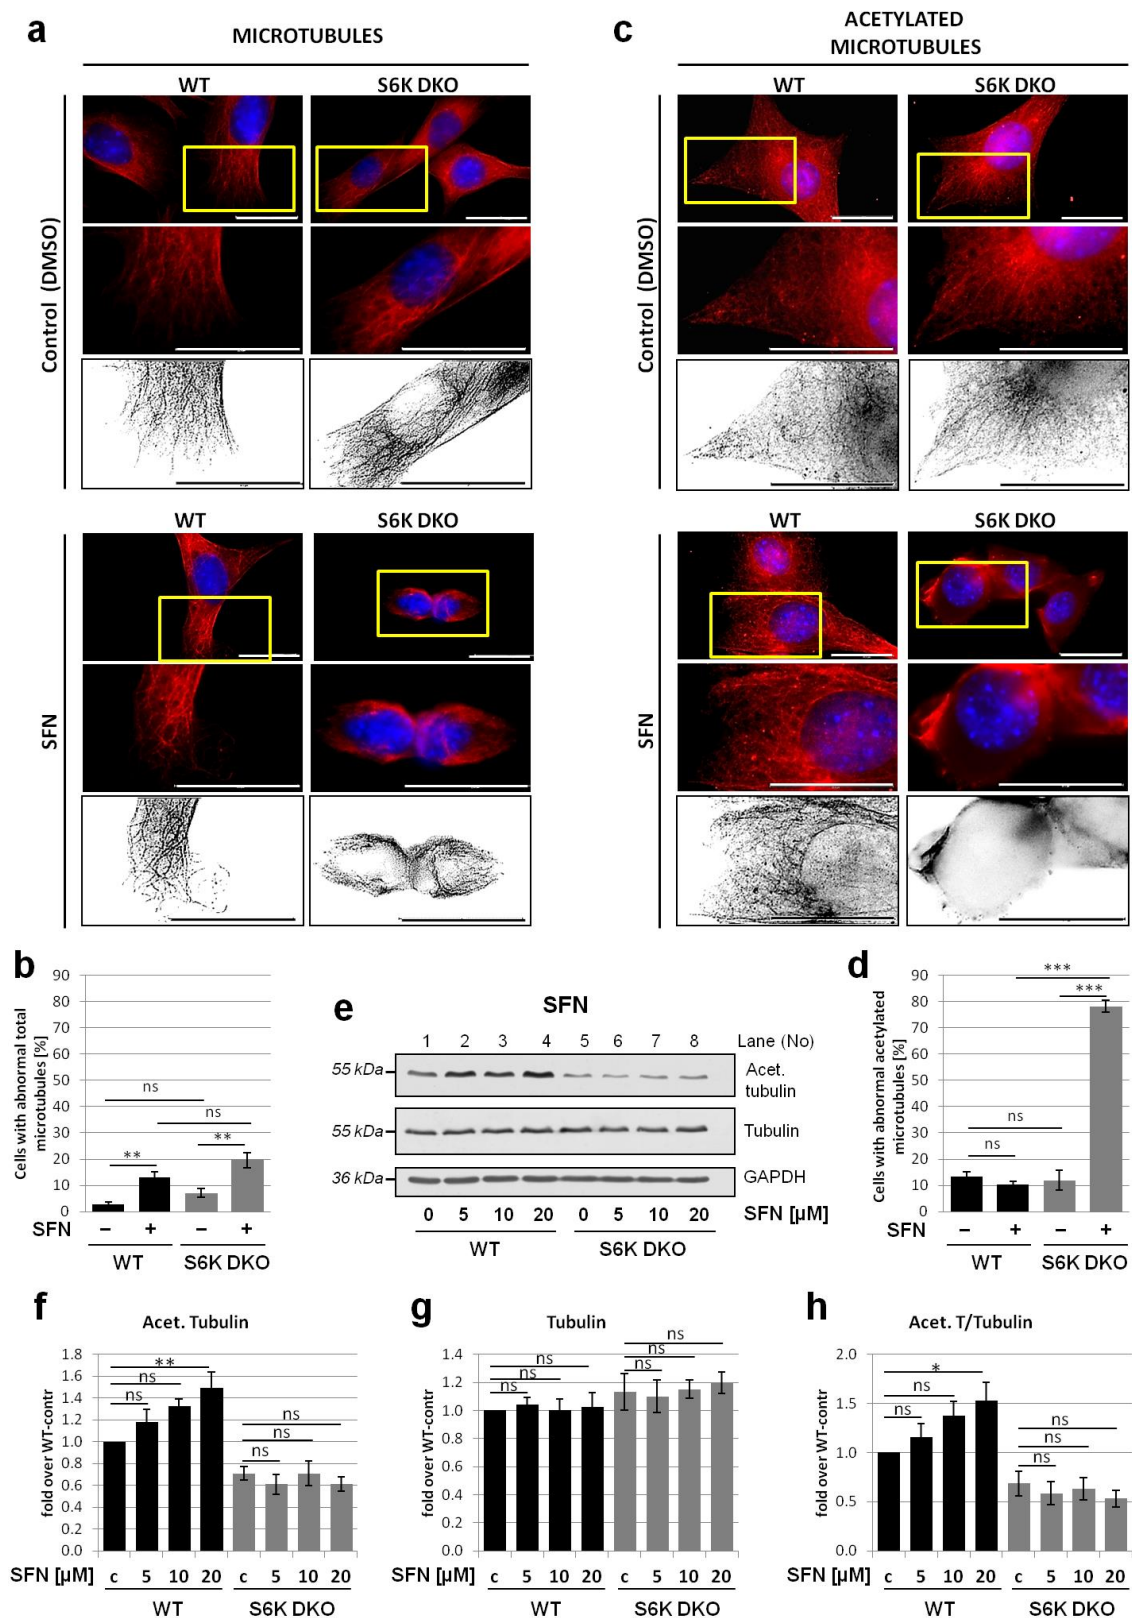 a
MICROTUBULES
WT S6K DKO
Control (DMSO)
WT S6K DKO
SFN
c
ACETYLATED
MICROTUBULES
WT S6K DKO
Control (DMSO)
WT S6K DKO
SFN
b
Cells with abnormal total
microtubules [%]
90
80
70
60
50
40
30
20
10
0
ns
ns
** **
SFN − + − +
WT S6K DKO
e
SFN
1 2 3 4 5 6 7 8 Lane (No)
55 kDa Acet.
tubulin
55 kDa Tubulin
36 kDa GAPDH
0 5 10 20 0 5 10 20 SFN [µM]
WT S6K DKO
d
Cells with abnormal acetylated
microtubules [%]
90
80
70
60
50
40
30
20
10
0
***
***
ns
ns
SFN − + − +
WT S6K DKO
f
Acet. Tubulin
fold over WT-contr
1.8
1.6
1.4
1.2
1.0
0.8
0.6
0.4
0.2
0.0
**
ns
ns
ns
ns
ns
SFN [µM] c 5 10 20 c 5 10 20
WT S6K DKO
g
Tubulin
fold over WT-contr
1.4
1.2
1.0
0.8
0.6
0.4
0.2
0.0
ns
ns
ns
ns
ns
ns
c 5 10 20 c 5 10 20
WT S6K DKO
h
Acet. T/Tubulin
fold over WT-contr
2.0
1.5
1.0
0.5
0.0
*
ns
ns
ns
ns
ns
SFN [µM] c 5 10 20 c 5 10 20
WT S6K DKO